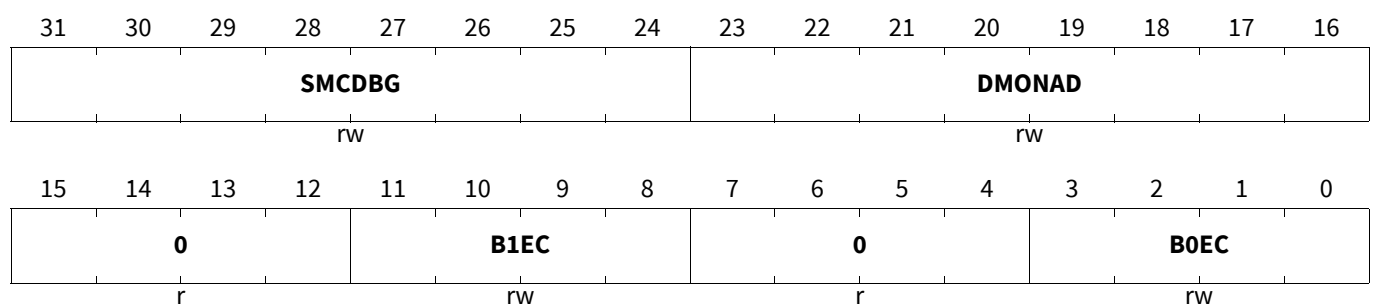 31 30 29 28 27 26 25 24 23 22 21 20 19 18 17 16
SMCDBG DMONAD
rw rw
15 14 13 12 11 10 9 8 7 6 5 4 3 2 1 0
0 B1EC 0 B0EC
r rw r rw